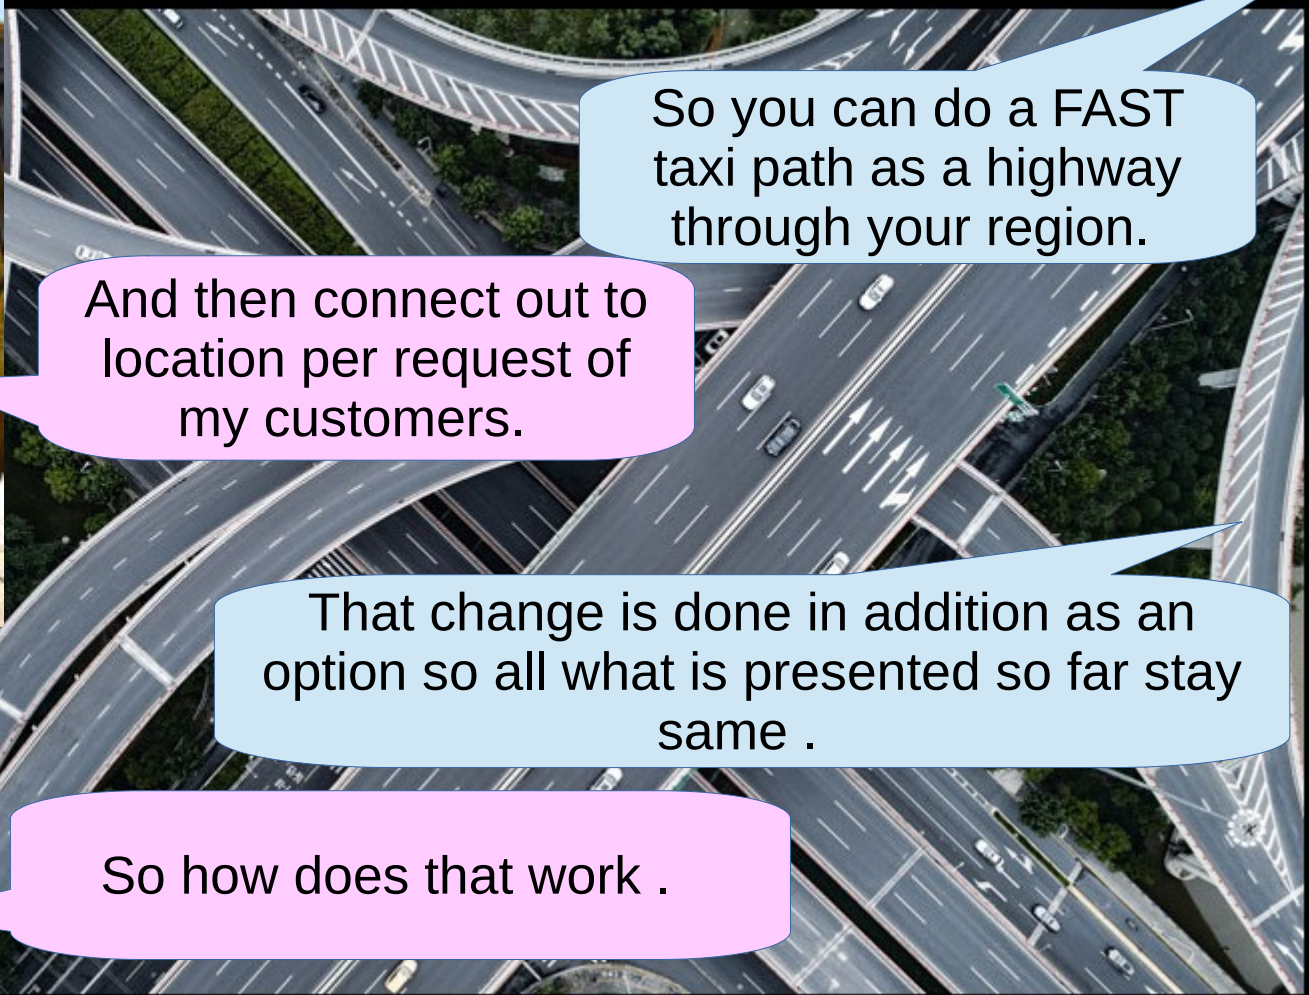 So you can do a FAST
taxi path as a highway
through your region.
And then connect out to
location per request of
my customers.
That change is done in addition as an
option so all what is presented so far stay
same .
So how does that work .